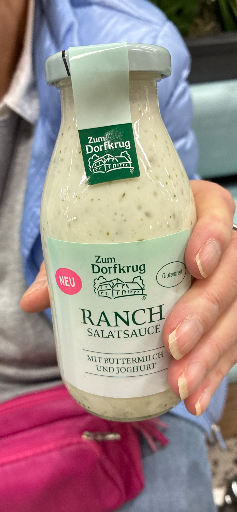 Zum
Dorfkrug
Zum
Dorfkrug
NEU
RANCH
SALATSAUCE
MIT BUTTERMILCH
UND JOGHURT